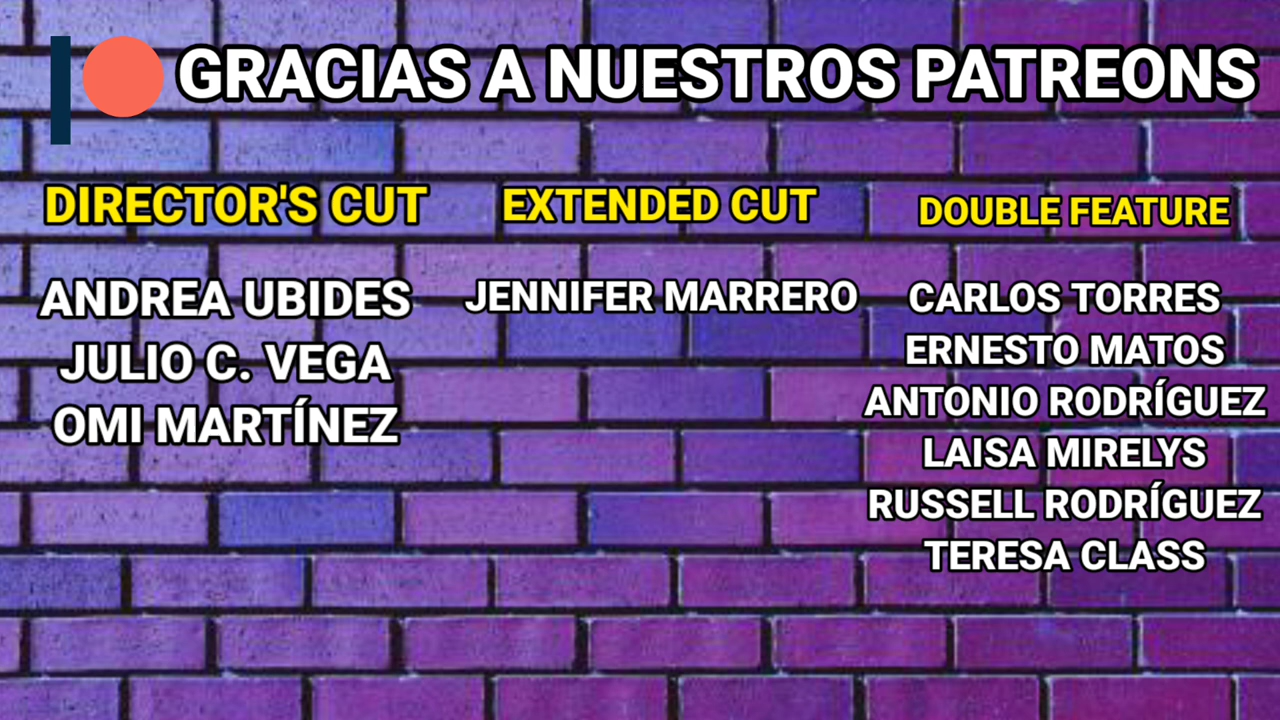 GRACIAS A NUESTROS PATREONS
DIRECTOR'S CUT
ANDREA UBIDES
JULIO C. VEGA
OMI MARTÍNEZ
EXTENDED CUT
JENNIFER MARRERO
DOUBLE FEATURE
CARLOS TORRES
ERNESTO MATOS
ANTONIO RODRÍGUEZ
LAISA MIRELYS
RUSSELL RODRÍGUEZ
TERESA CLASS